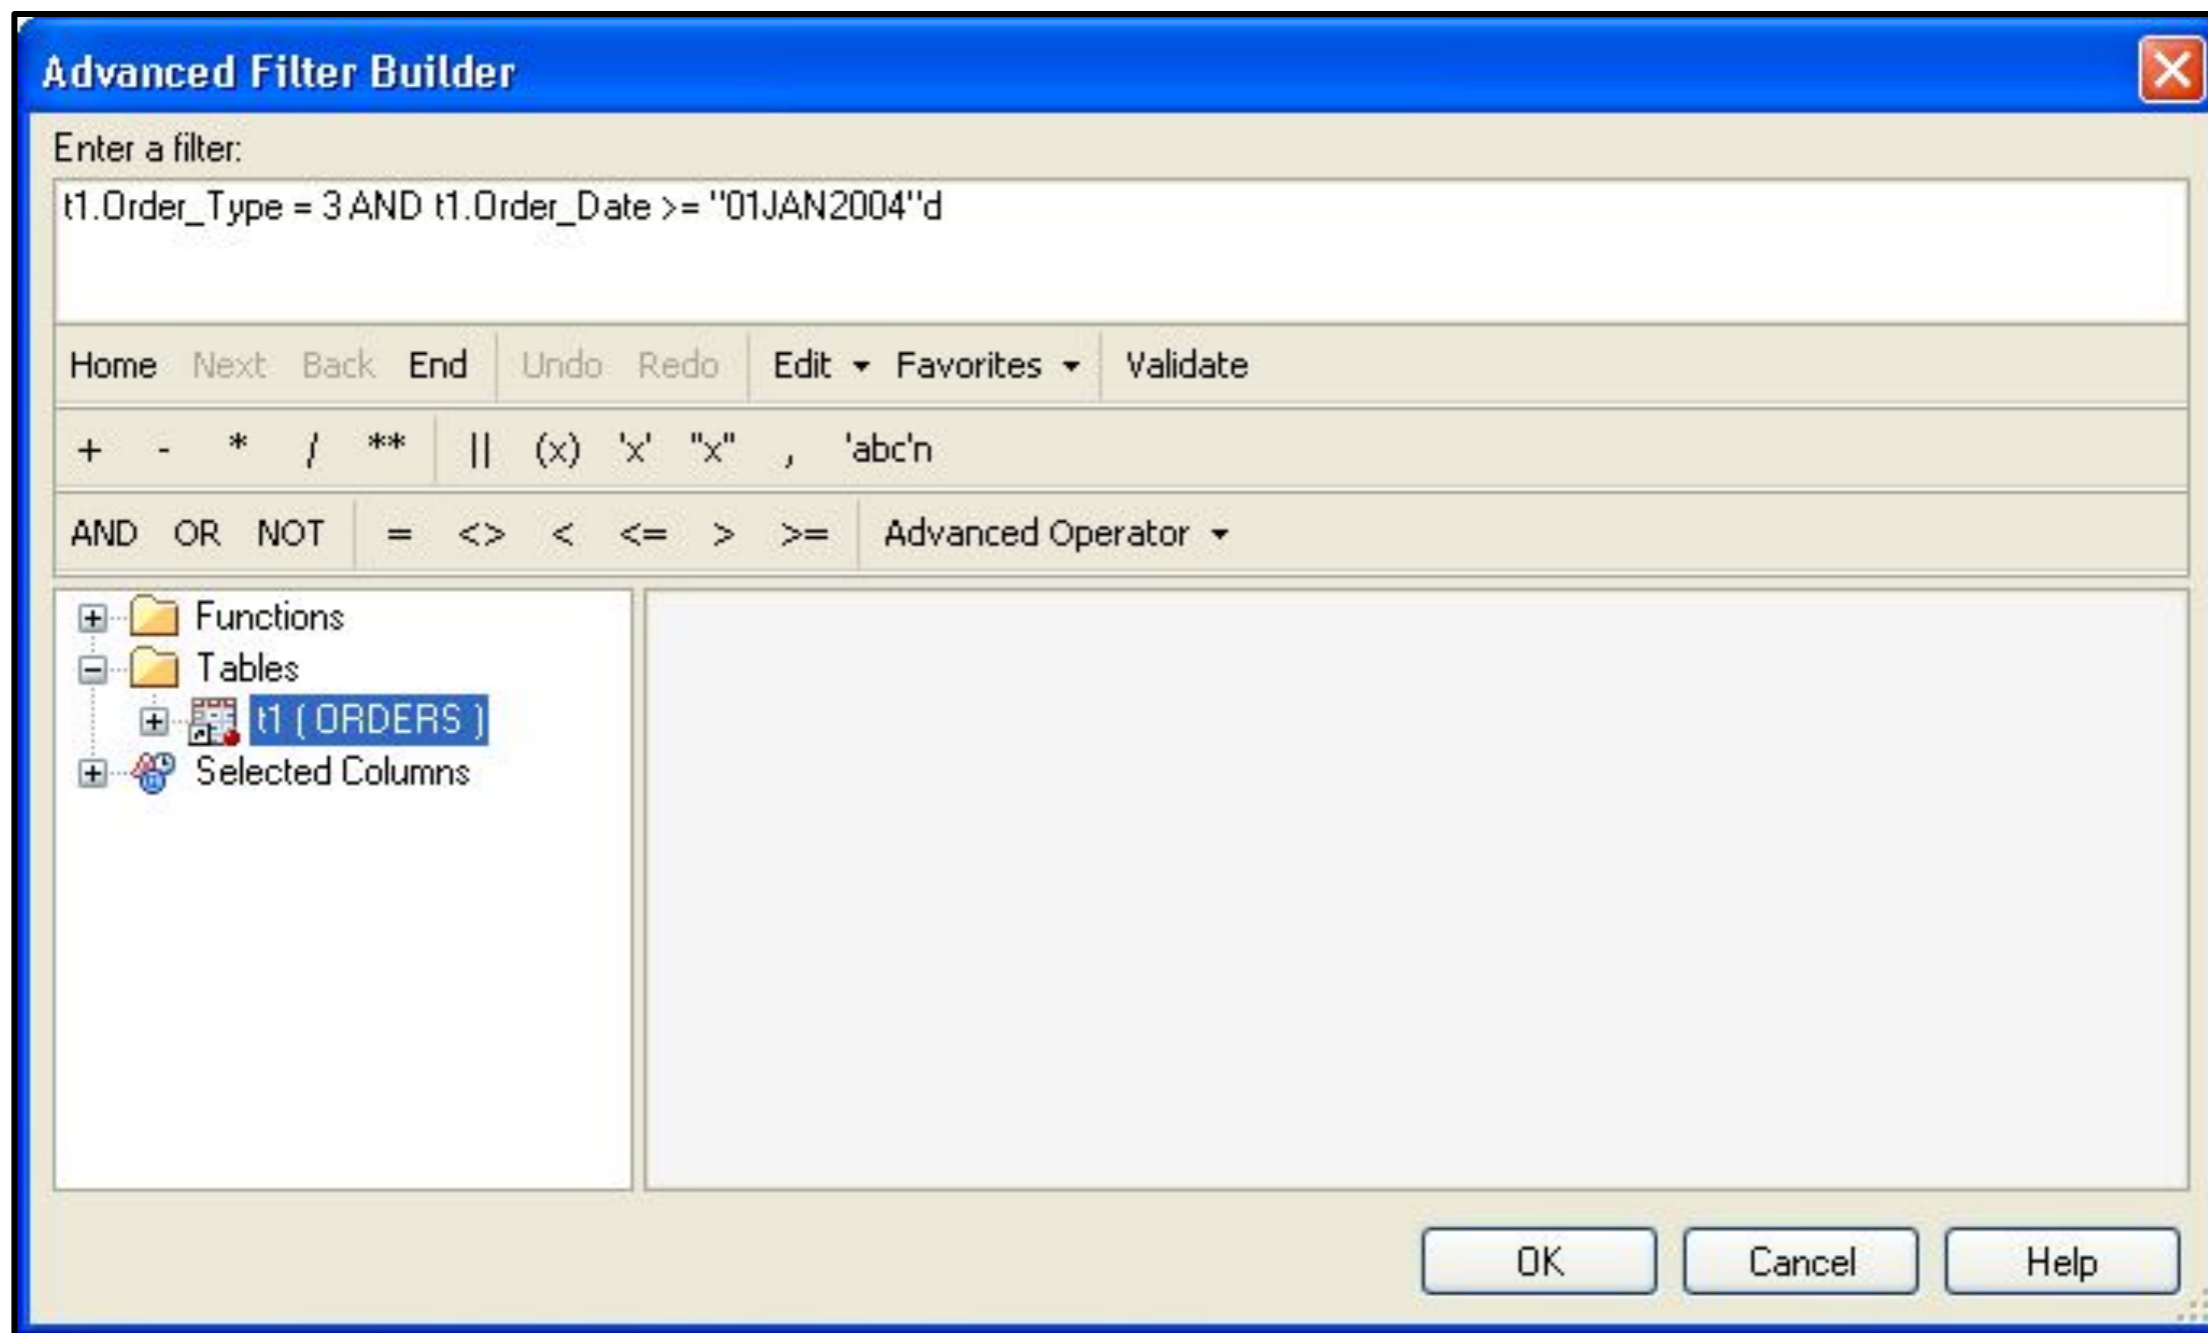 Advanced Filter Builder
Enter a filter:
t1.Order_Type = 3 AND t1.Order_Date >= "01JAN2004"d
Home Next Back End Undo Redo Edit Favorites Validate
+ - * / ** || (x) 'x' "x" , 'abc'n
AND OR NOT = <> < <= > >= Advanced Operator
Functions
Tables
t1 ( ORDERS )
Selected Columns
OK Cancel Help